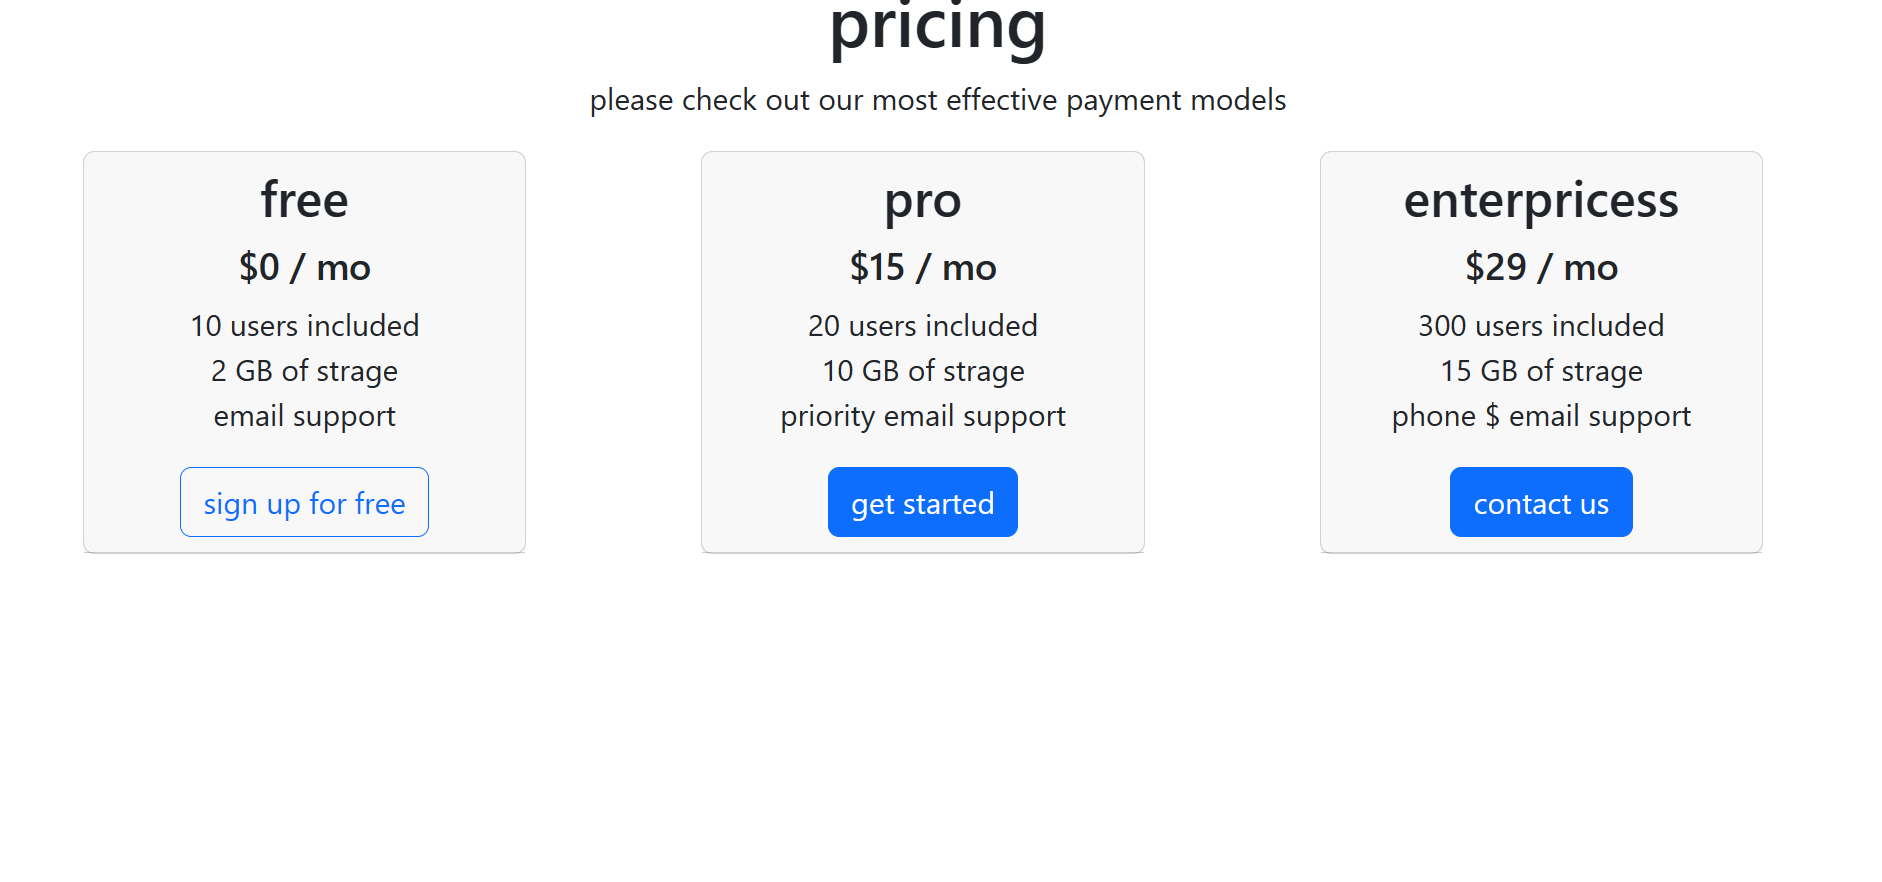 pricing
please check out our most effective payment models
free
$0 / mo
10 users included
2 GB of strage
email support
sign up for free
pro
$15 / mo
20 users included
10 GB of strage
priority email support
get started
enterpricess
$29 / mo
300 users included
15 GB of strage
phone $ email support
contact us